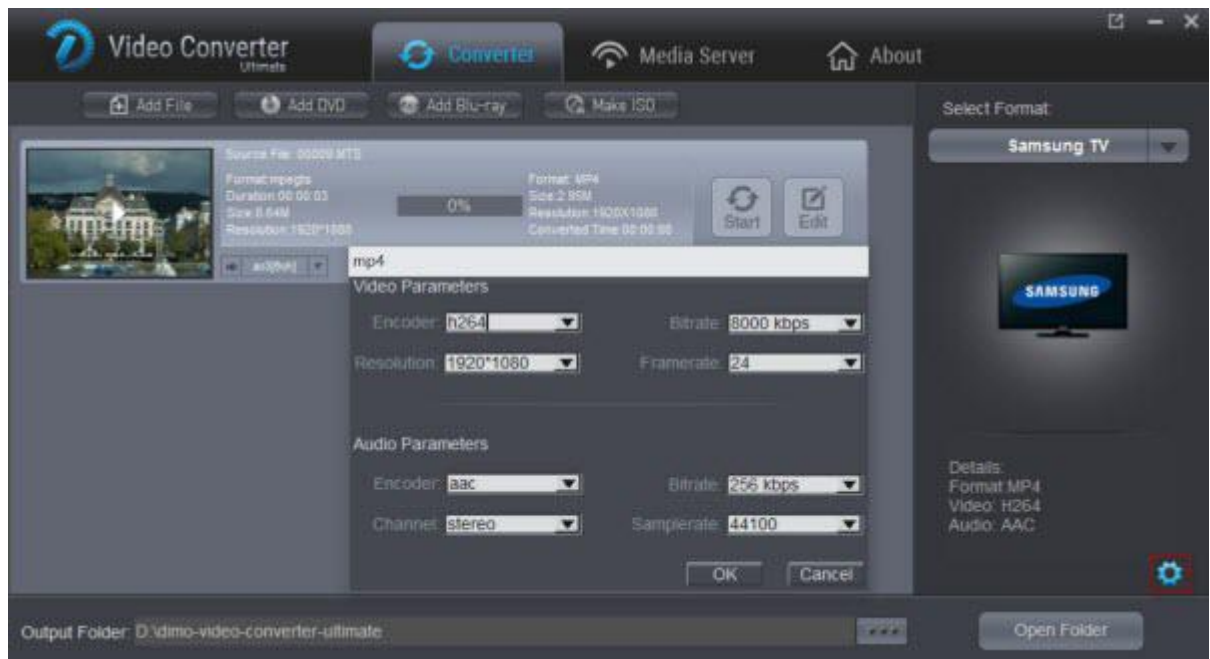 Video Converter
Ultimate
Converter
Media Server
About
Add File
Add DVD
Add Blu-ray
Make ISO
Select Format:
Samsung TV
Source File: 00009.MTS
Format:mpegts
Duration:00:00:03
Size:8.64M
Resolution:1920*1080
0%
Format: MP4
Size:2.95M
Resolution:1920X1080
Converted Time 00:00:00
Start
Edit
SAMSUNG
mp4
Video Parameters
Encoder: h264
Bitrate: 8000 kbps
Resolution: 1920*1080
Framerate: 24
Audio Parameters
Encoder: aac
Bitrate: 256 kbps
Channel: stereo
Samplerate: 44100
OK
Cancel
Details:
Format:MP4
Video: H264
Audio: AAC
Output Folder: D:\dimo-video-converter-ultimate
Open Folder